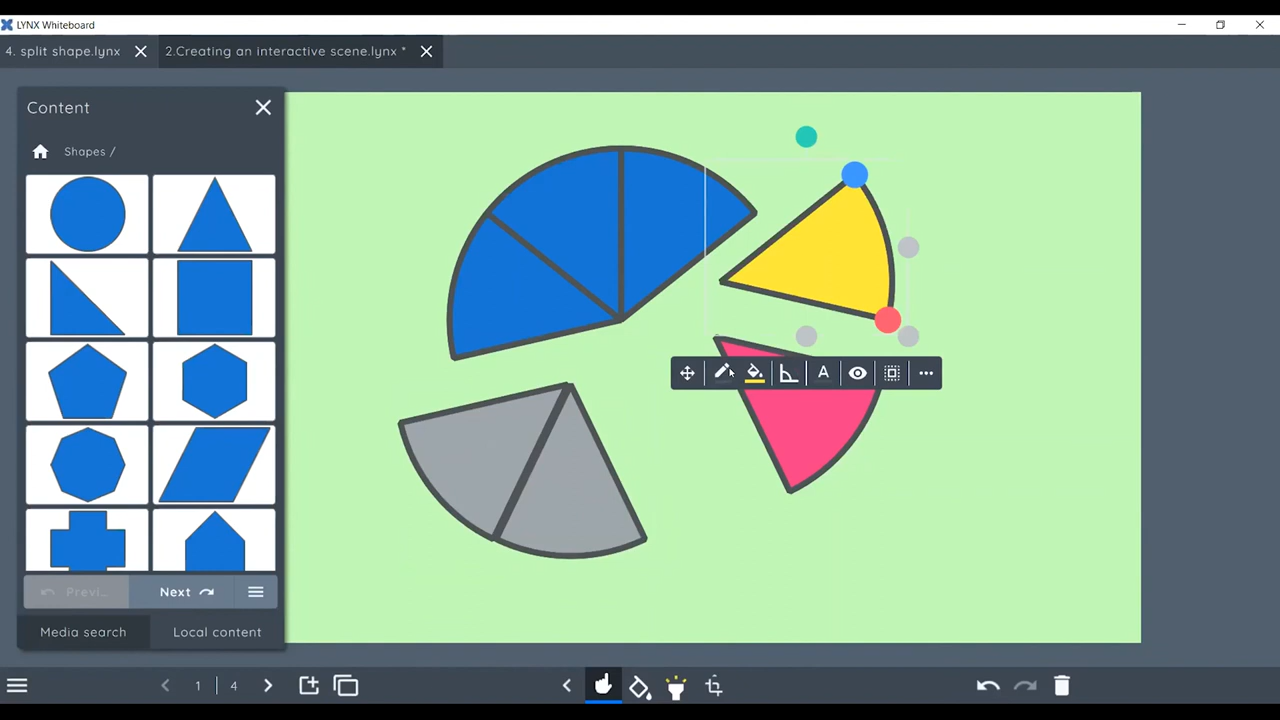 LYNX Whiteboard
4. split shape.lynx
2.Creating an interactive scene.lynx *
Content
Shapes /
A
Previ...
Next
Media search
Local content
1 | 4